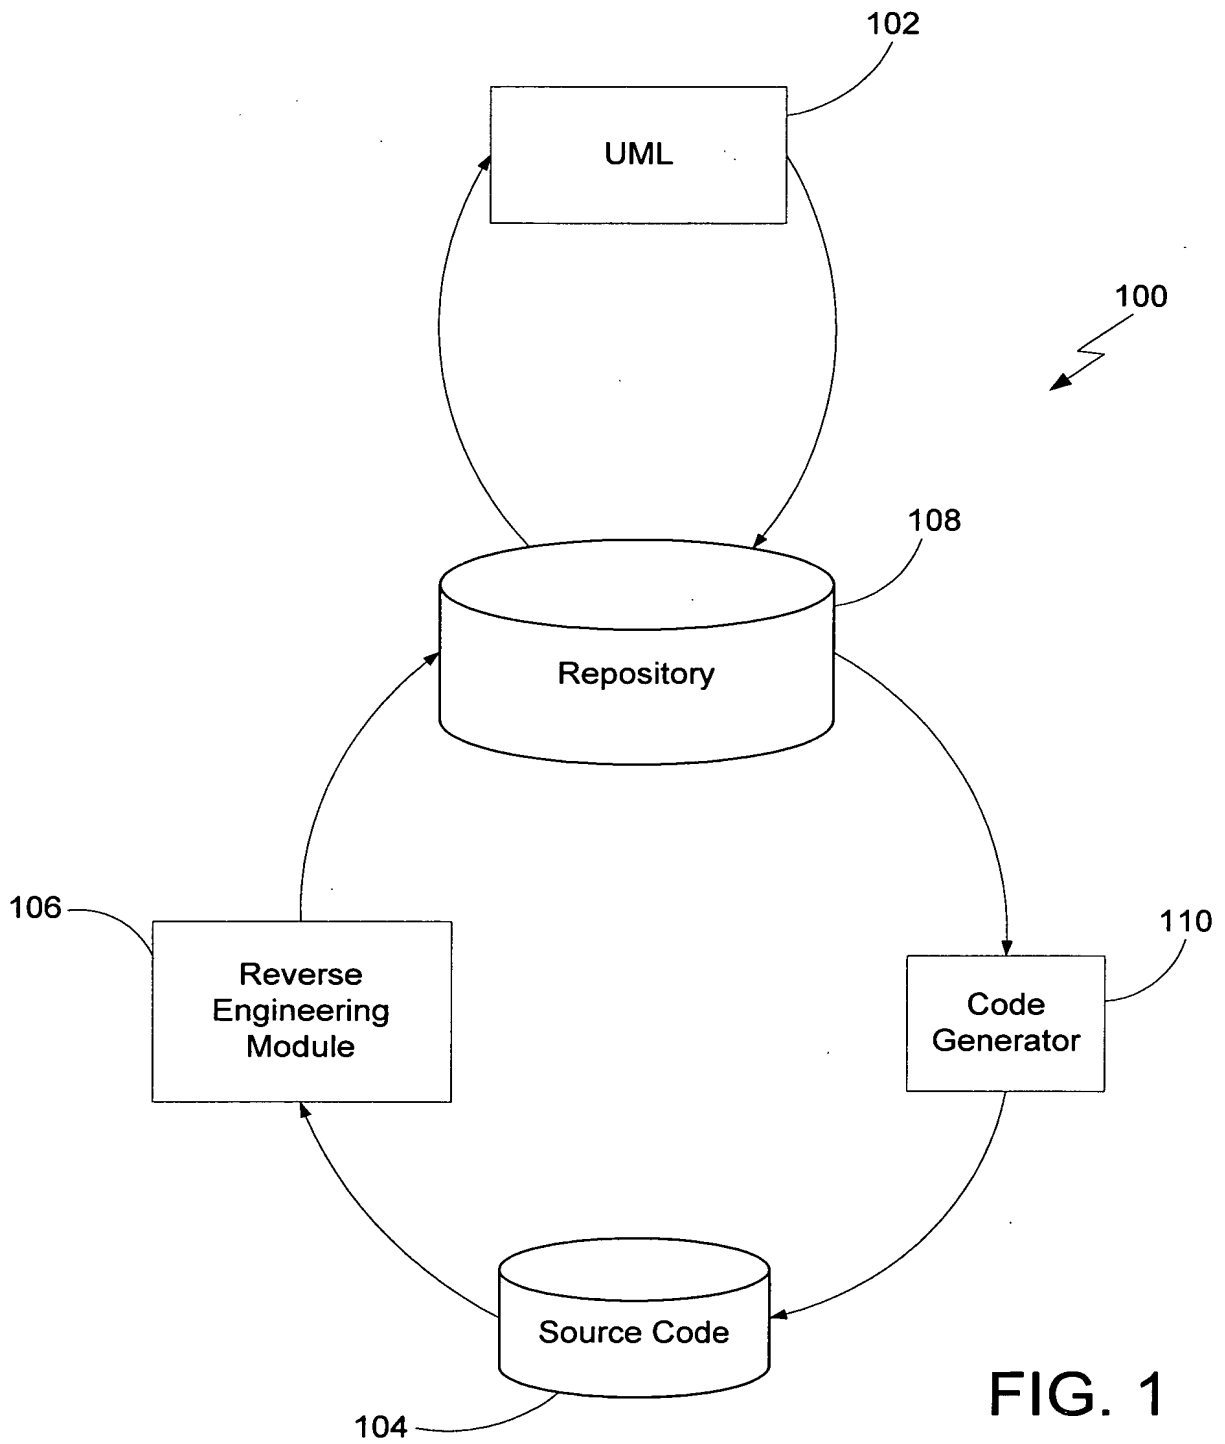 102
UML
100
108
Repository
106
110
Reverse
Engineering
Module
Code
Generator
Source Code
104
FIG. 1